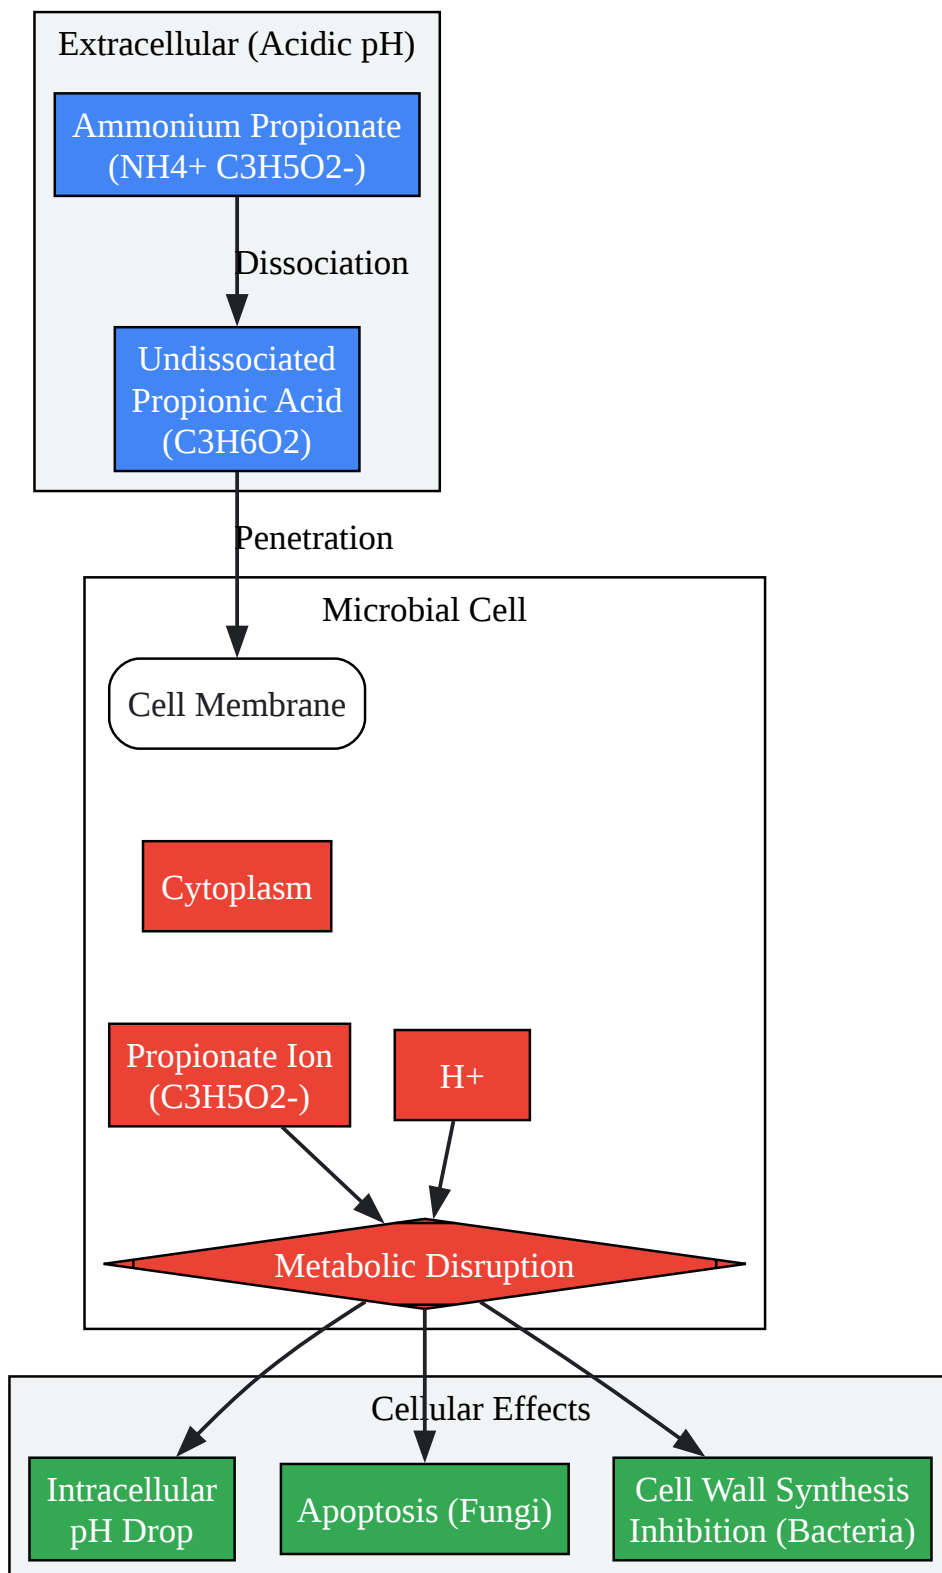 Extracellular (Acidic pH)
Ammonium Propionate
(NH4+ C3H5O2-)
Dissociation
Undissociated
Propionic Acid
(C3H6O2)
Penetration
Microbial Cell
Cell Membrane
Cytoplasm
Propionate Ion
(C3H5O2-)
H+
Metabolic Disruption
Cellular Effects
Intracellular
pH Drop
Apoptosis (Fungi)
Cell Wall Synthesis
Inhibition (Bacteria)